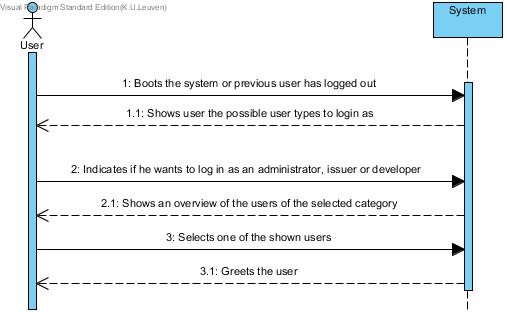 Visual Paradigm Standard Edition(K.U.Leuven)
System
User
1: Boots the system or previous user has logged out
1.1: Shows user the possible user types to login as
2: Indicates if he wants to log in as an administrator, issuer or developer
2.1: Shows an overview of the users of the selected category
3: Selects one of the shown users
3.1: Greets the user